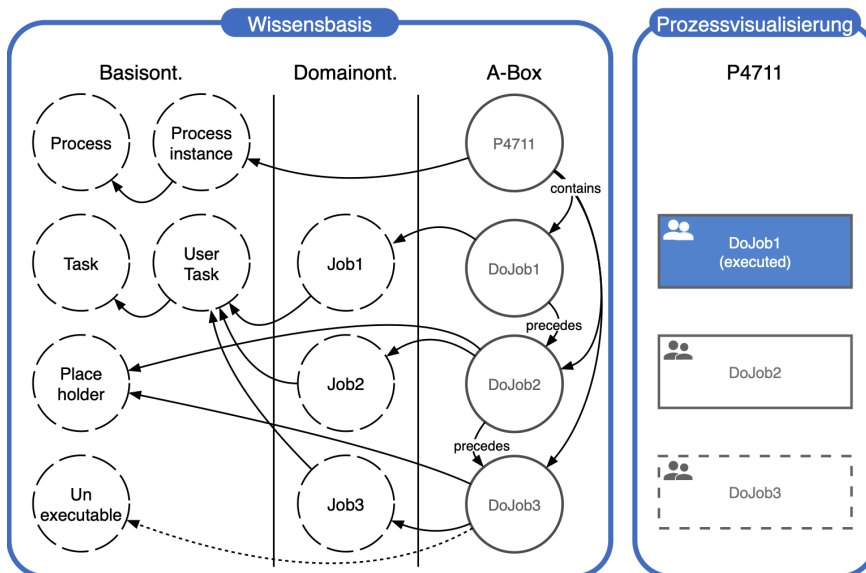 Wissensbasis
Prozessvisualisierung
Basisont.
Domainont.
A-Box
P4711
Process
Process
instance
P4711
contains
Task
User
Task
Job1
DoJob1
DoJob1
(executed)
precedes
Place
holder
Job2
DoJob2
DoJob2
precedes
Un
executable
Job3
DoJob3
DoJob3